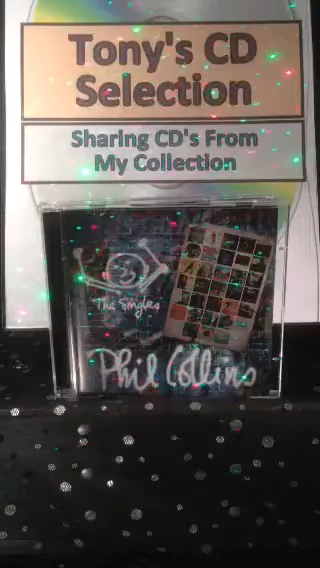 Tony's CD
Selection
Sharing CD's From
My Collection
The Singles
Phil Collins